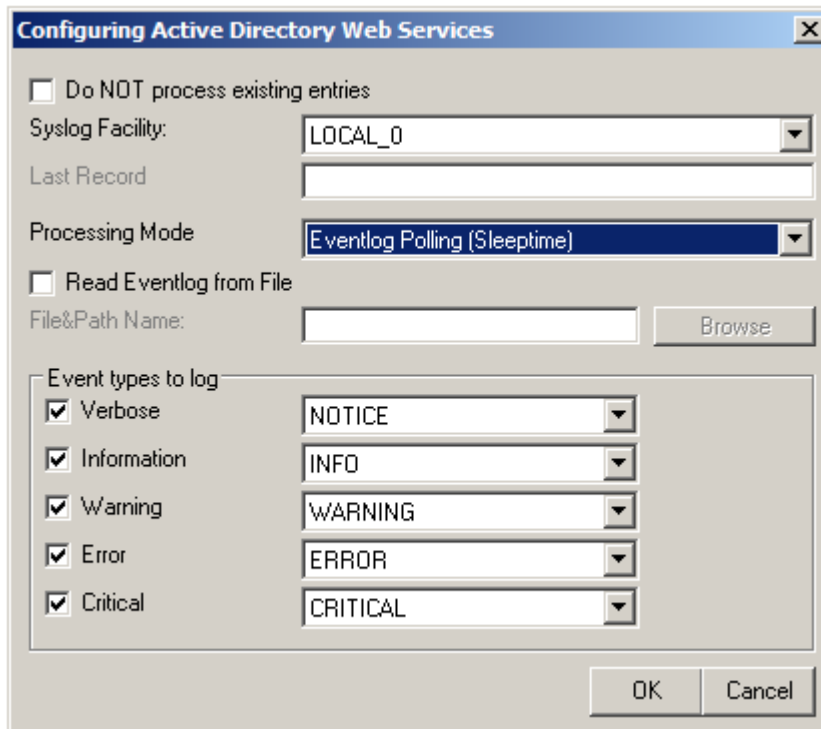 Configuring Active Directory Web Services
Do NOT process existing entries
Syslog Facility: LOCAL_0
Last Record
Processing Mode Eventlog Polling (Sleeptime)
Read Eventlog from File
File&Path Name: Browse
Event types to log
Verbose NOTICE
Information INFO
Warning WARNING
Error ERROR
Critical CRITICAL
OK Cancel